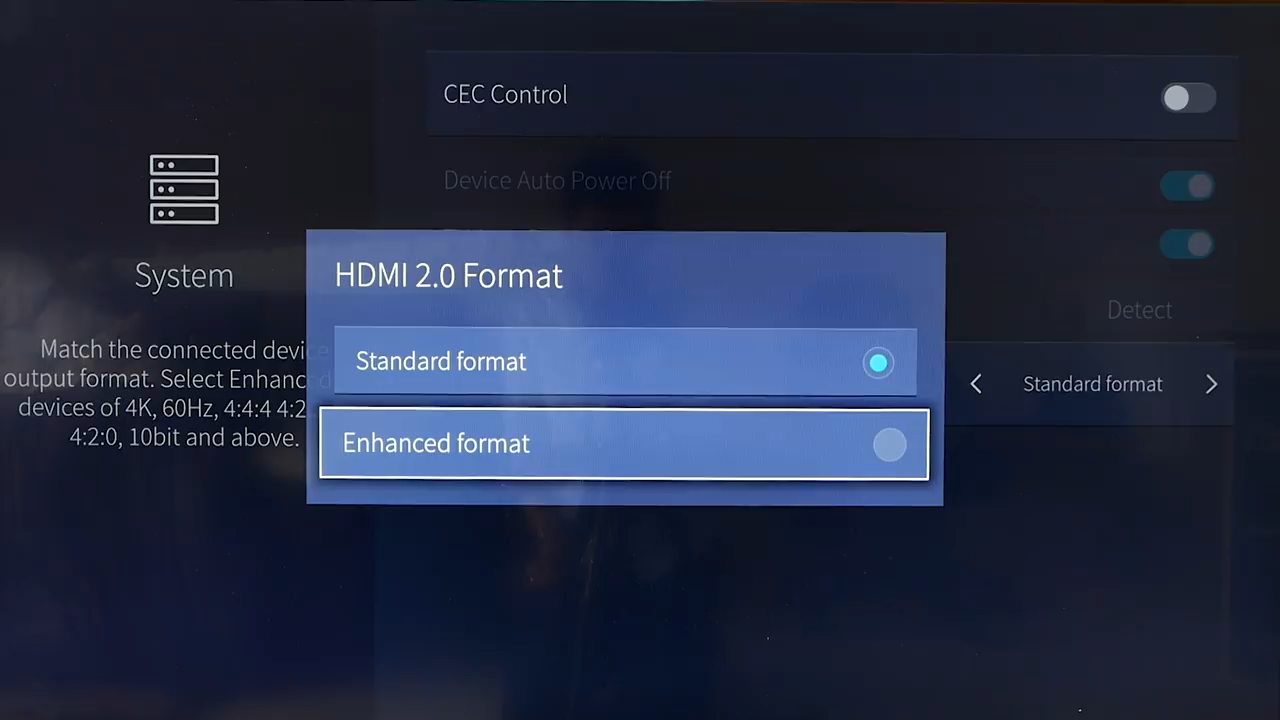 CEC Control
Device Auto Power Off
System
Match the connected device
output format. Select Enhanced
devices of 4K, 60Hz, 4:4:4 4:2
4:2:0, 10bit and above.
HDMI 2.0 Format
Standard format
Enhanced format
Detect
Standard format